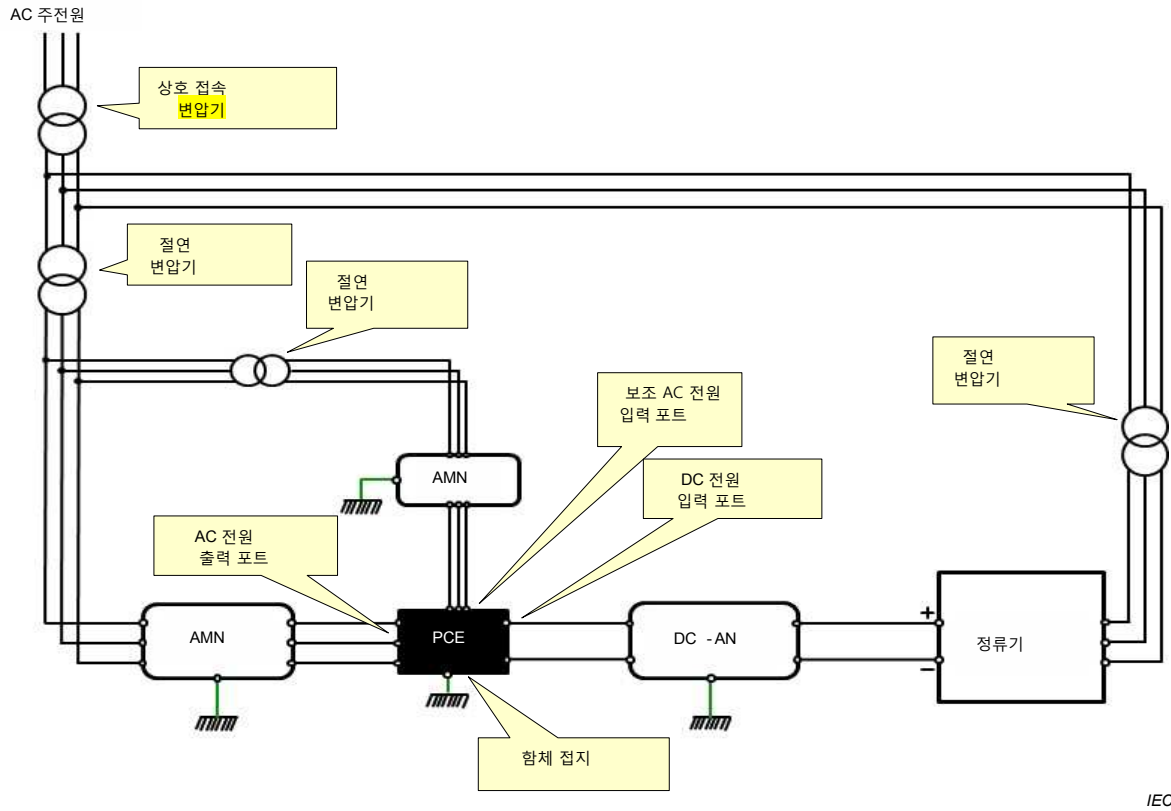 AC 주전원
상호 접속
변압기
절연
변압기
절연
변압기
절연
변압기
보조 AC 전원
입력 포트
AMN
DC 전원
입력 포트
AC 전원
출력 포트
AMN
PCE
DC - AN
+
−
정류기
함체 접지
IEC